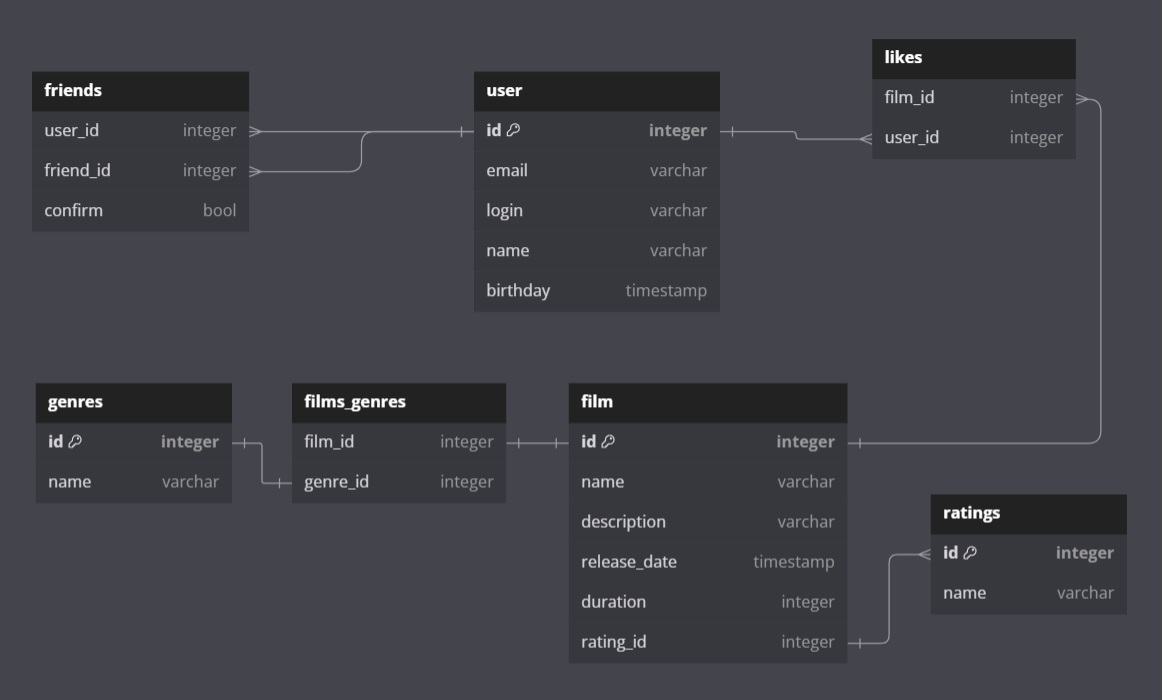 friends
user_id integer
friend_id integer
confirm bool
user
id integer
email varchar
login varchar
name varchar
birthday timestamp
likes
film_id integer
user_id integer
genres
id integer
name varchar
films_genres
film_id integer
genre_id integer
film
id integer
name varchar
description varchar
release_date timestamp
duration integer
rating_id integer
ratings
id integer
name varchar